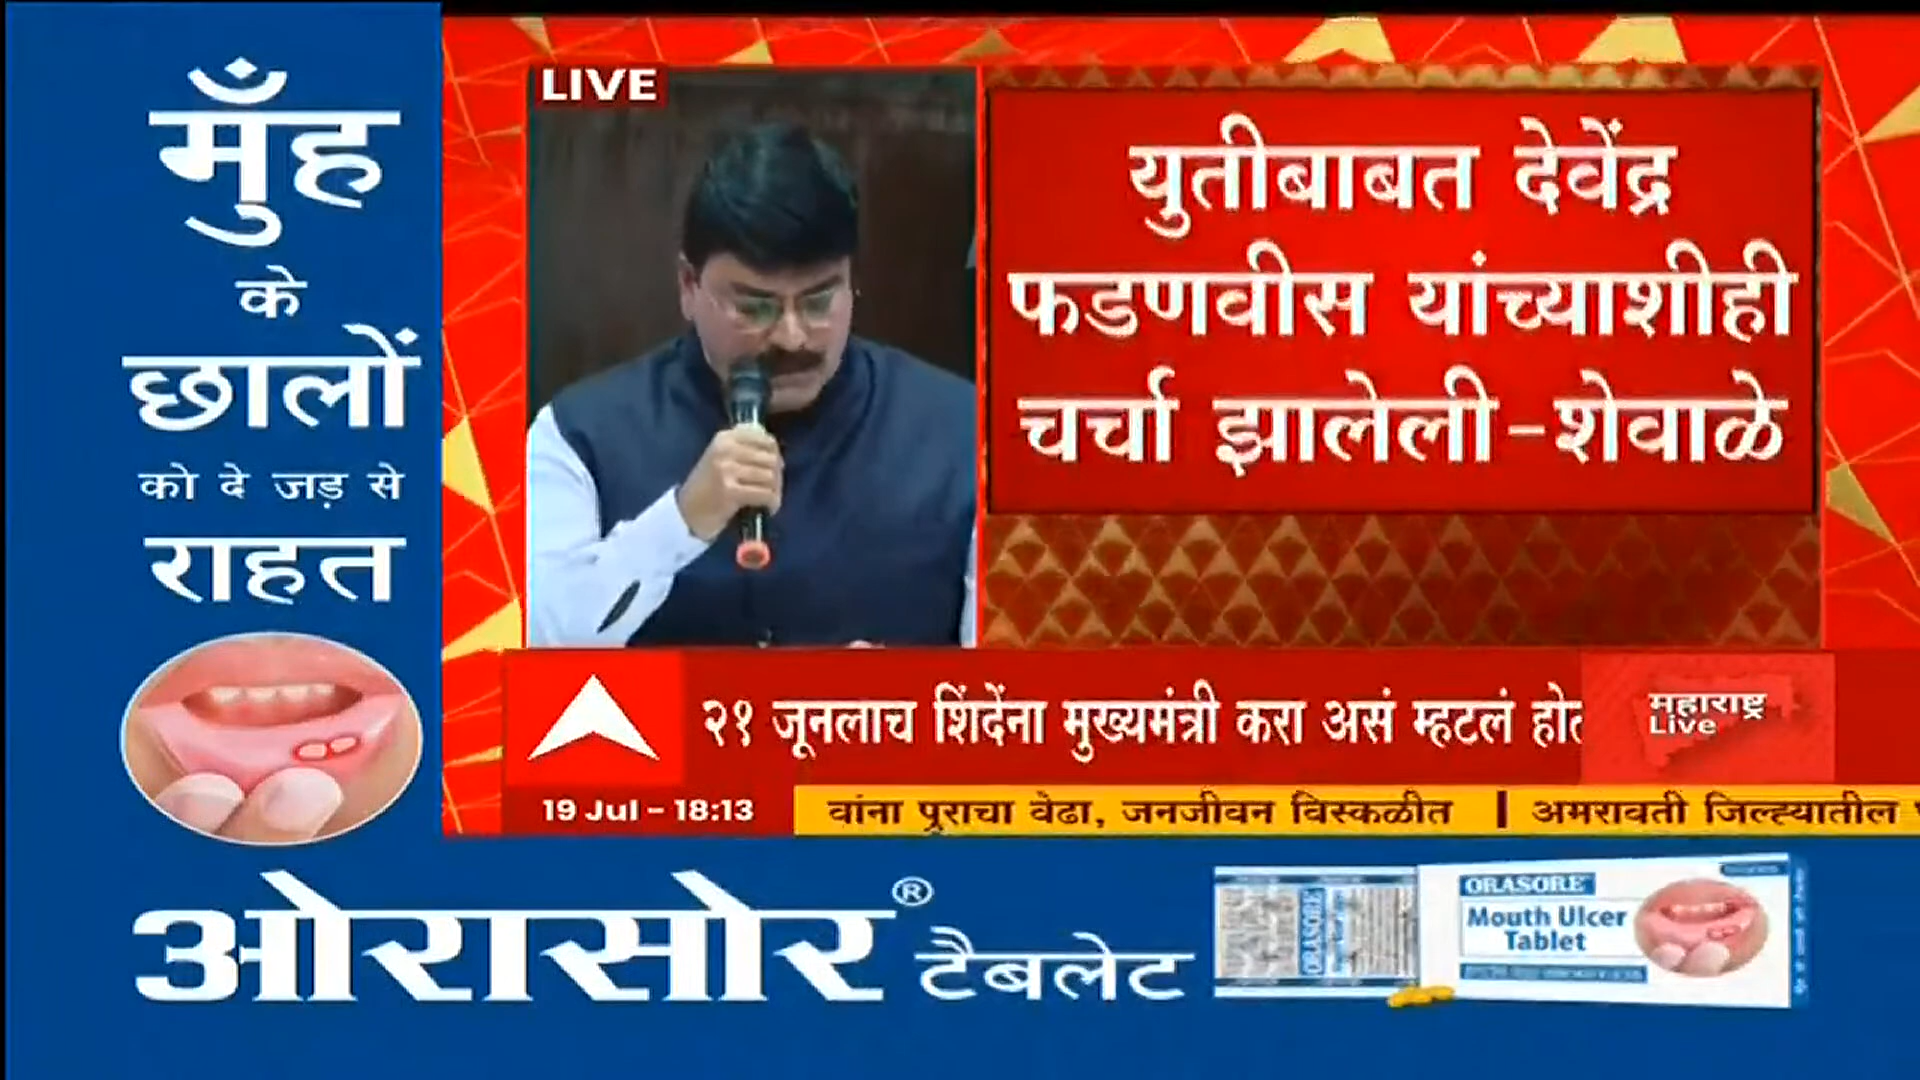 मुँह
के
छालों
को दे जड़ से
राहत
LIVE
युतीबाबत देवेंद्र
फडणवीस यांच्याशीही
चर्चा झालेली-शेवाळे
२१ जूनलाच शिंदेंना मुख्यमंत्री करा असं म्हटलं
महाराष्ट्र
Live
19 Jul - 18:13
वांना पूराचा वेढा, जनजीवन विस्कळीत | अमरावती जिल्ह्यातील
ओरासोर® टैबलेट
ORASORE
ORASORE
Mouth Ulcer
Tablet